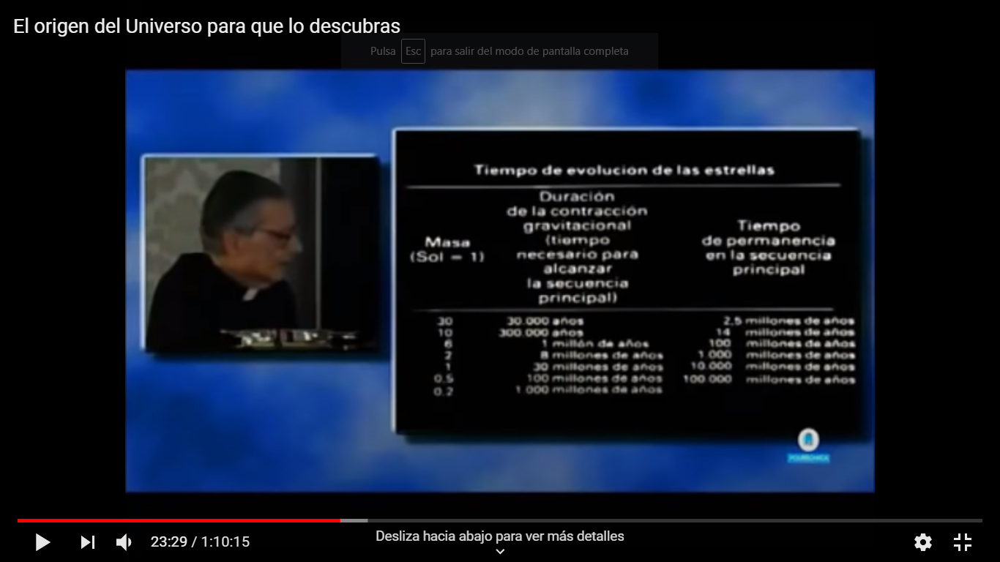 El origen del Universo para que lo descubras
Pulsa Esc para salir del modo de pantalla completa
Tiempo de evolución de las estrellas
Masa
(Sol = 1)
Duración
de la contracción
gravitacional
(tiempo
necesario para
alcanzar
la secuencia
principal)
Tiempo
de permanencia
en la secuencia
principal
30 30.000 años 2,5 millones de años
10 300.000 años 14 millones de años
6 1 millón de años 100 millones de años
2 8 millones de años 1.000 millones de años
1 30 millones de años 10.000 millones de años
0,5 100 millones de años 100.000 millones de años
0,2 1.000 millones de años
23:29 / 1:10:15
Desliza hacia abajo para ver más detalles